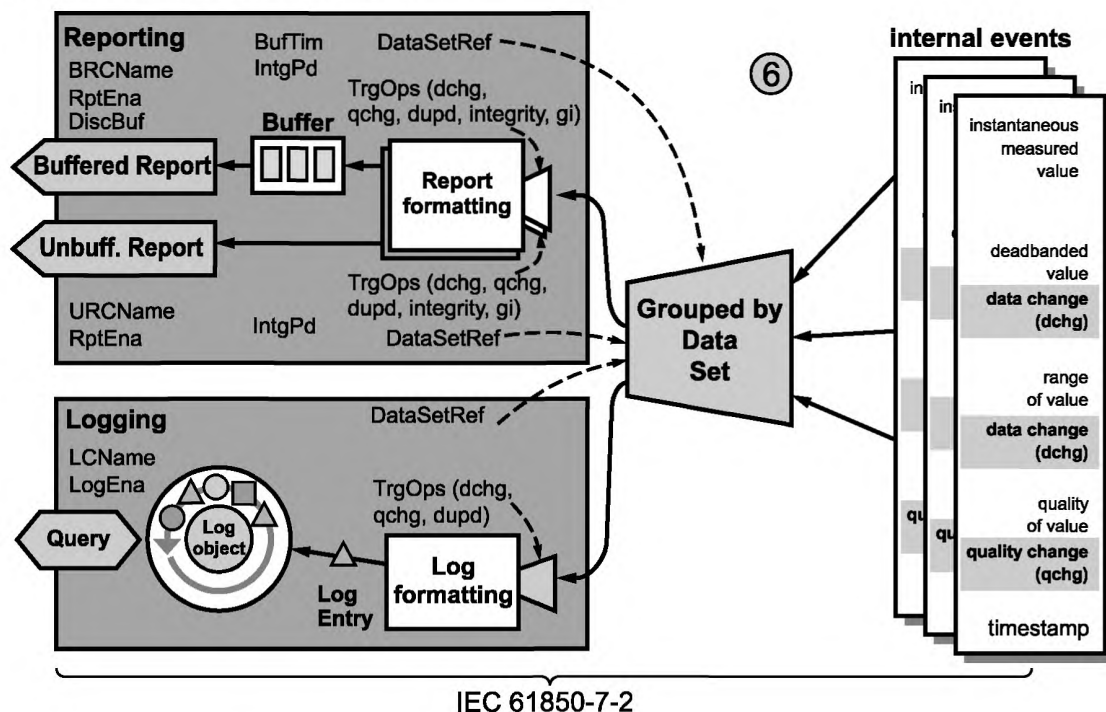 Reporting
BRCName
RptEna
DiscBuf
BufTim
IntgPd
DataSetRef
TrgOps (dchg,
qchg, dupd, integrity, gi)
Buffer
Buffered Report
Report
formatting
Unbuff. Report
TrgOps (dchg, qchg,
dupd, integrity, gi)
URCName
RptEna
IntgPd
DataSetRef
Logging
LCName
LogEna
DataSetRef
TrgOps (dchg,
qchg, dupd)
Query
Log
object
Log
Entry
Log
formatting
Grouped by
Data
Set
6
internal events
in
in
instantaneous
measured
value
deadbanded
value
data change
(dchg)
range
of value
data change
(dchg)
quality
of value
qu
qu
quality change
(qchg)
timestamp
IEC 61850-7-2